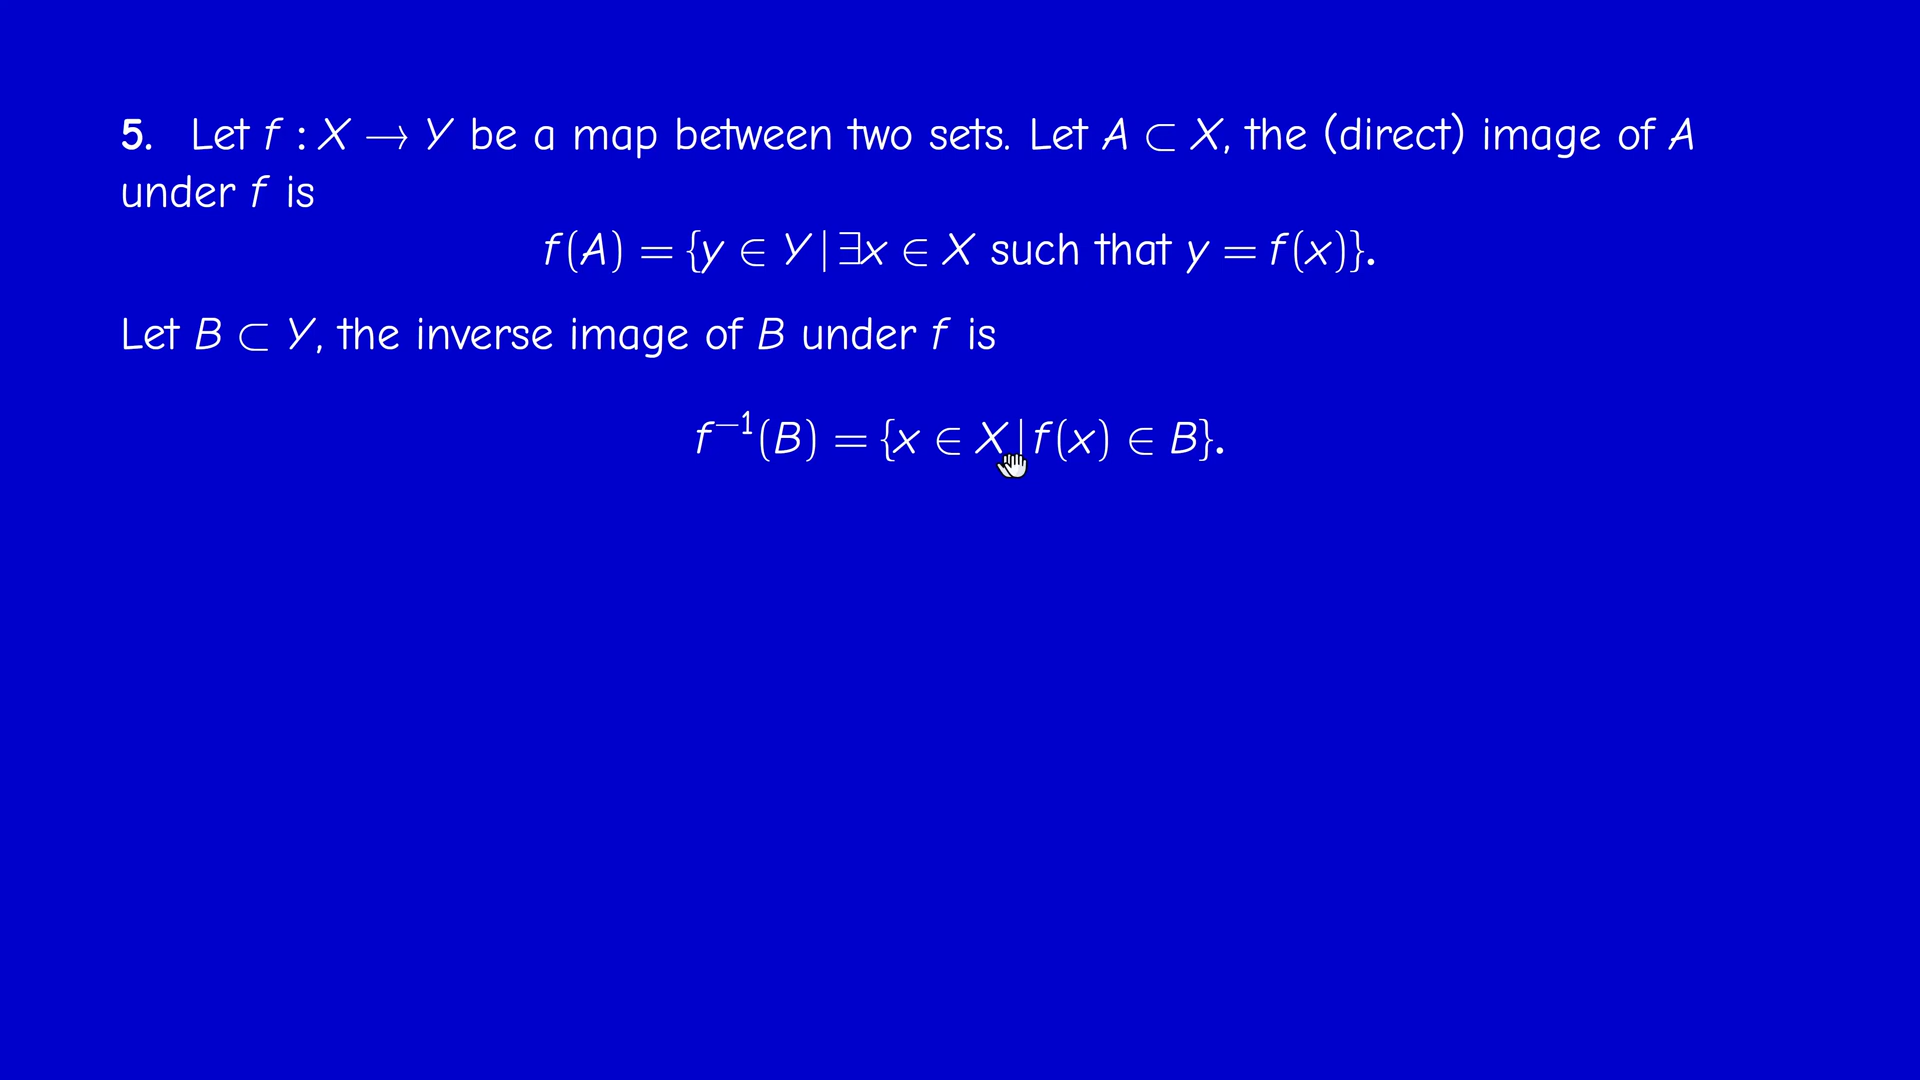 5. Let f : X → Y be a map between two sets. Let A ⊂ X, the (direct) image of A
under f is
f(A) = {y ∈ Y | ∃x ∈ X such that y = f(x)}.
Let B ⊂ Y, the inverse image of B under f is
f⁻¹(B) = {x ∈ X | f(x) ∈ B}.